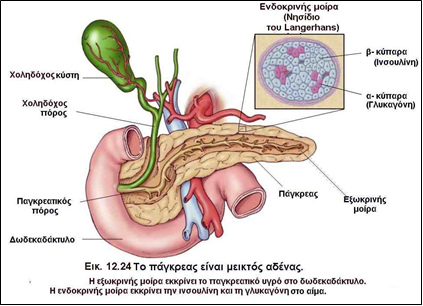 Ενδοκρινής μοίρα
(Νησίδιο
του Langerhans)
β- κύτταρα
(Ινσουλίνη)
α- κύτταρα
(Γλυκαγόνη)
Χοληδόχος κύστη
Χοληδόχος
πόρος
Παγκρεατικός
πόρος
Δωδεκαδάκτυλο
Πάγκρεας
Εξωκρινής
μοίρα
Εικ. 12.24 Το πάγκρεας είναι μεικτός αδένας.
Η εξωκρινής μοίρα εκκρίνει το παγκρεατικό υγρό στο δωδεκαδάκτυλο.
Η ενδοκρινής μοίρα εκκρίνει την ινσουλίνη και τη γλυκαγόνη στο αίμα.